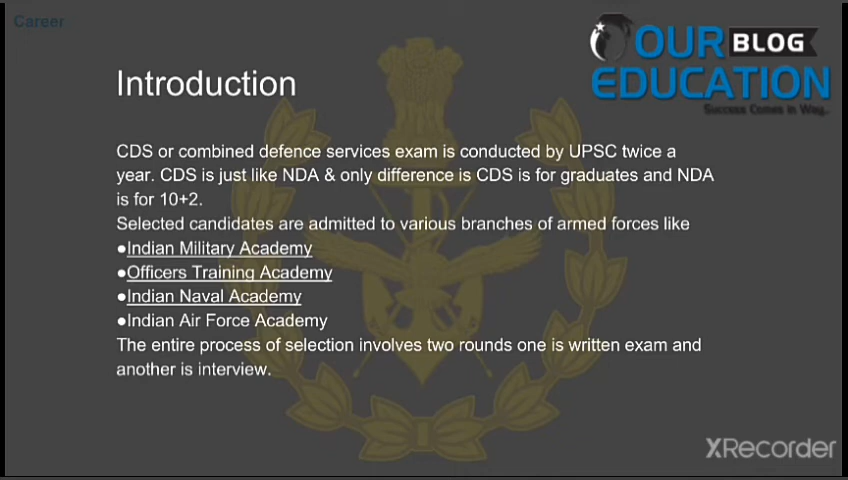 Career
OUR BLOG
EDUCATION
Success Comes in Way..
Introduction
CDS or combined defence services exam is conducted by UPSC twice a
year. CDS is just like NDA & only difference is CDS is for graduates and NDA
is for 10+2.
Selected candidates are admitted to various branches of armed forces like
●Indian Military Academy
●Officers Training Academy
●Indian Naval Academy
●Indian Air Force Academy
The entire process of selection involves two rounds one is written exam and
another is interview.
XRecorder